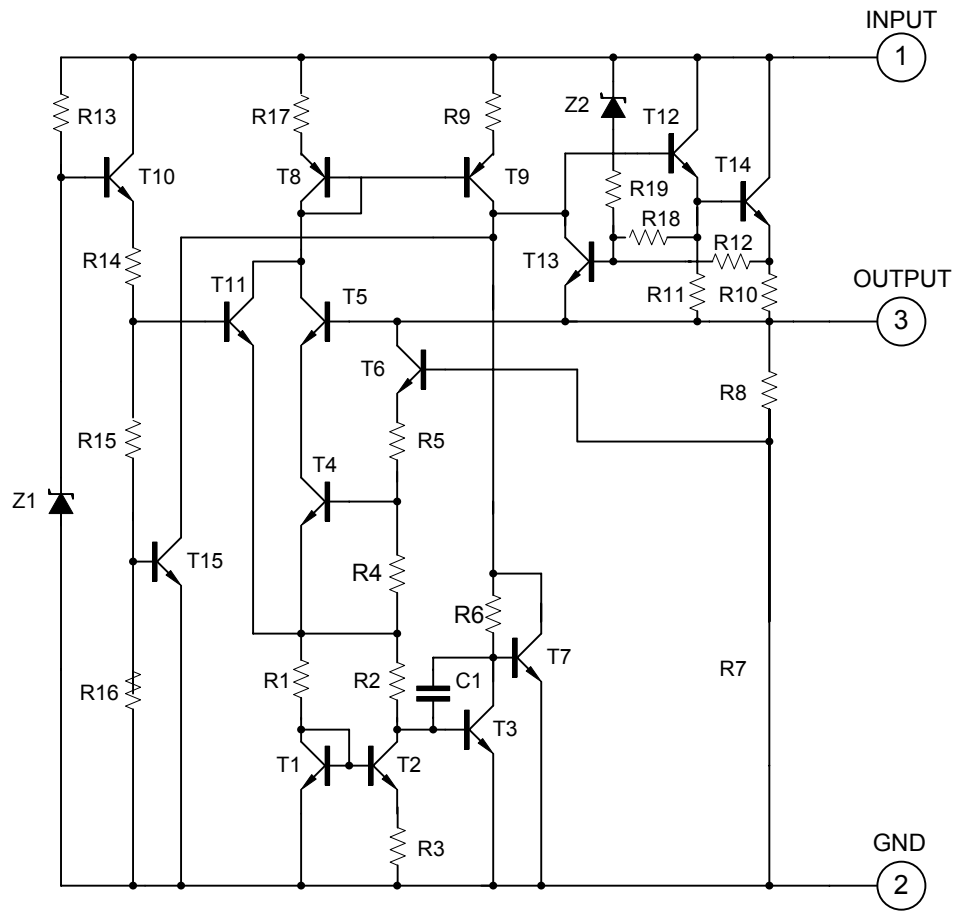 INPUT
1
R13
R17
R9
Z2
T12
T10
T8
T9
T14
R19
R18
R14
T13
R12
T11
T5
R11
R10
OUTPUT
3
T6
R8
R15
R5
T4
Z1
T15
R4
R6
T7
R7
R16
R1
R2
C1
T3
T1
T2
R3
GND
2